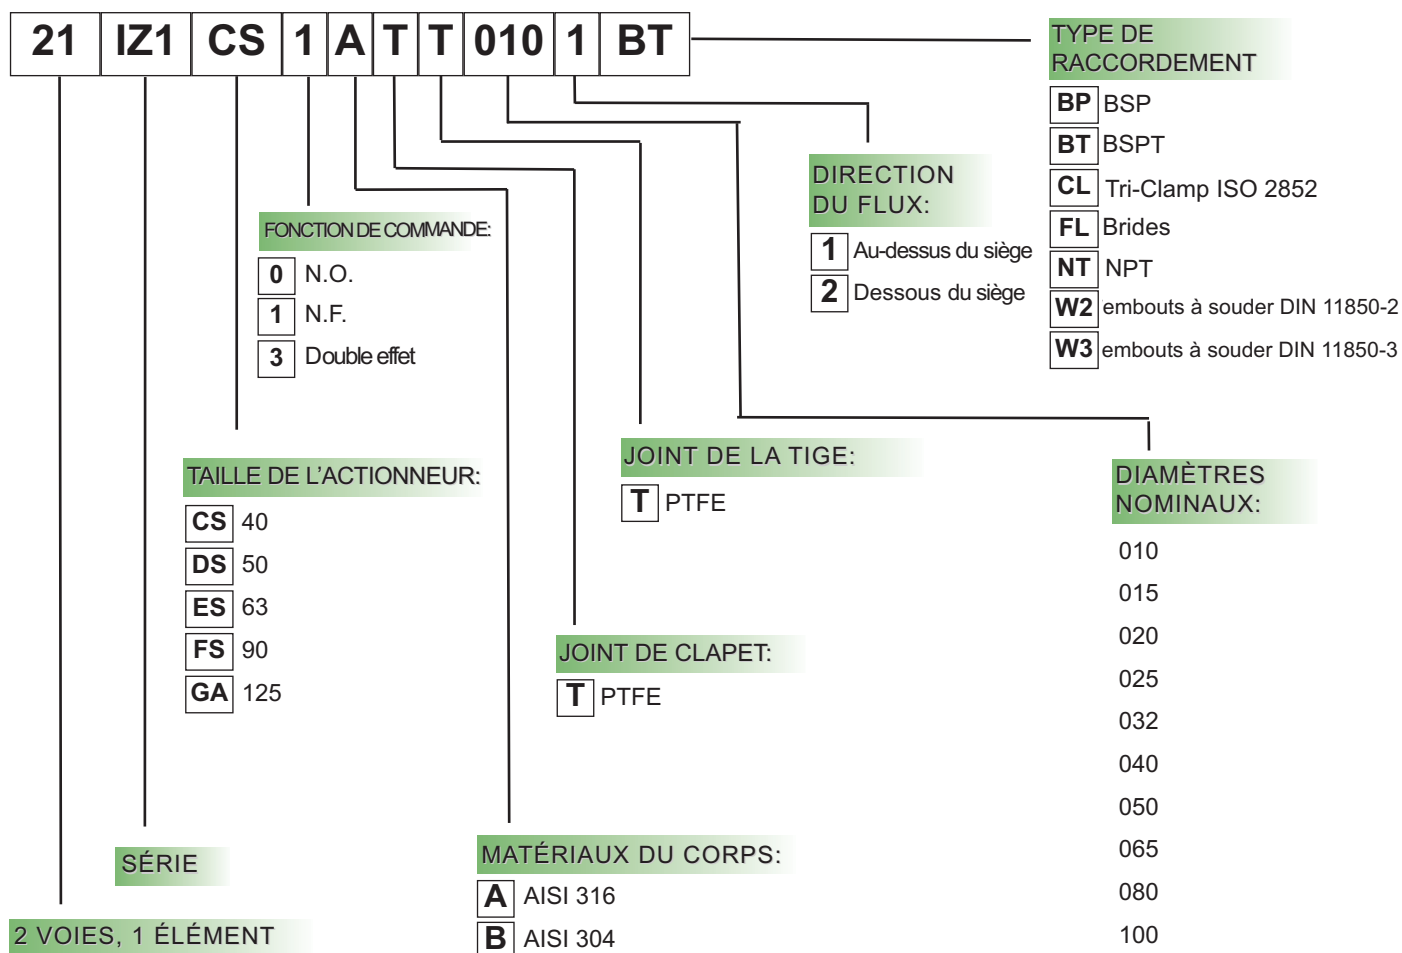 21 IZ1 CS 1 A T T 010 1 BT
TYPE DE
RACCORDEMENT
BP BSP
BT BSPT
CL Tri-Clamp ISO 2852
FL Brides
NT NPT
W2 embouts à souder DIN 11850-2
W3 embouts à souder DIN 11850-3
DIRECTION
DU FLUX:
1 Au-dessus du siège
2 Dessous du siège
FONCTION DE COMMANDE:
0 N.O.
1 N.F.
3 Double effet
TAILLE DE L'ACTIONNEUR:
CS 40
DS 50
ES 63
FS 90
GA 125
JOINT DE LA TIGE:
T PTFE
DIAMÈTRES
NOMINAUX:
010
015
020
025
032
040
050
065
080
100
JOINT DE CLAPET:
T PTFE
SÉRIE
MATÉRIAUX DU CORPS:
A AISI 316
B AISI 304
2 VOIES, 1 ÉLÉMENT